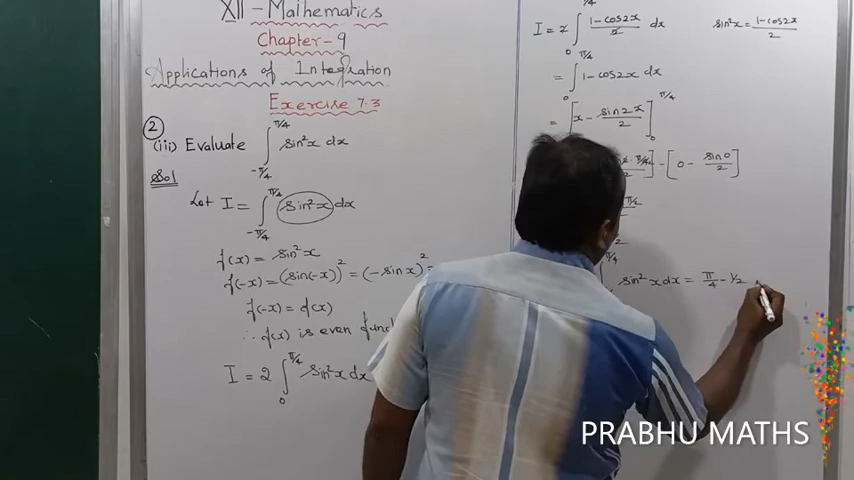 XII - Mathematics
Chapter-9
Applications of Integration
Exercise 7.3
2
(iii) Evaluate ∫_{-π/4}^{π/4} sin²x dx
Sol
Let I = ∫_{-π/4}^{π/4} sin²x dx
f(x) = sin²x
f(-x) = (sin(-x))² = (-sinx)² =
f(-x) = f(x)
∴ f(x) is even func
I = 2 ∫_0^{π/4} sin²x dx
I = 2 ∫_0^{π/4} (1-cos2x)/2 dx sin²x = (1-cos2x)/2
= ∫_0^{π/4} 1-cos2x dx
= [x - sin2x/2]_0^{π/4}
] - [0 - sin0/2]
sin²x dx = π/4 - 1/2
PRABHU MATHS